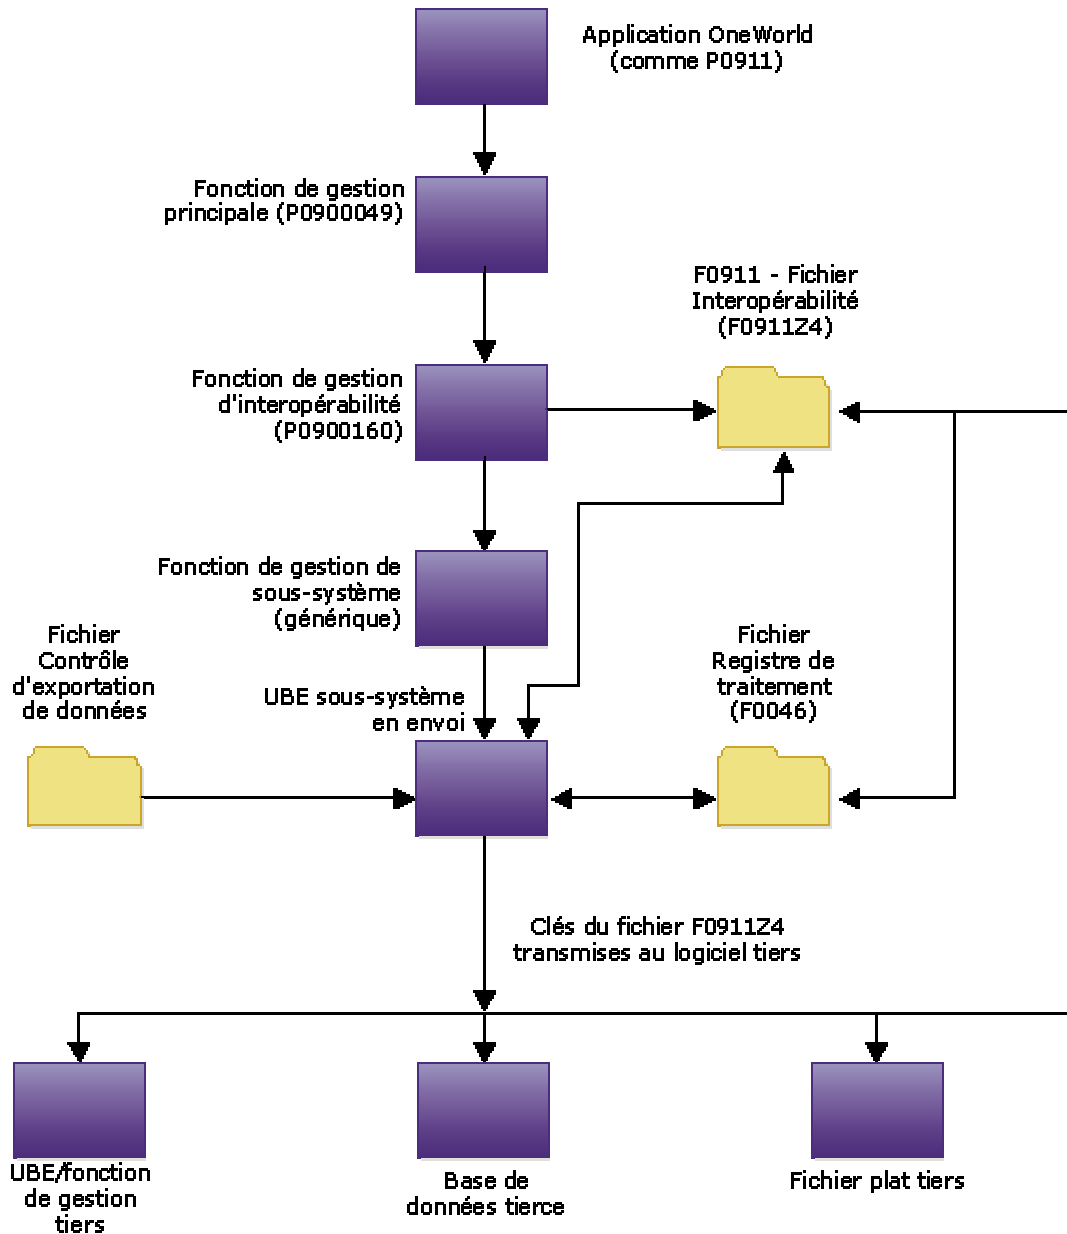 Application OneWorld
(comme P0911)
Fonction de gestion
principale (P0900049)
F0911 - Fichier
Interopérabilité
(F0911Z4)
Fonction de gestion
d'interopérabilité
(P0900160)
Fonction de gestion de
sous-système
(générique)
Fichier
Contrôle
d'exportation
de données
Fichier
Registre de
traitement
(F0046)
UBE sous-système
en envoi
Clés du fichier F0911Z4
transmises au logiciel tiers
UBE/fonction
de gestion
tiers
Base de
données tierce
Fichier plat tiers